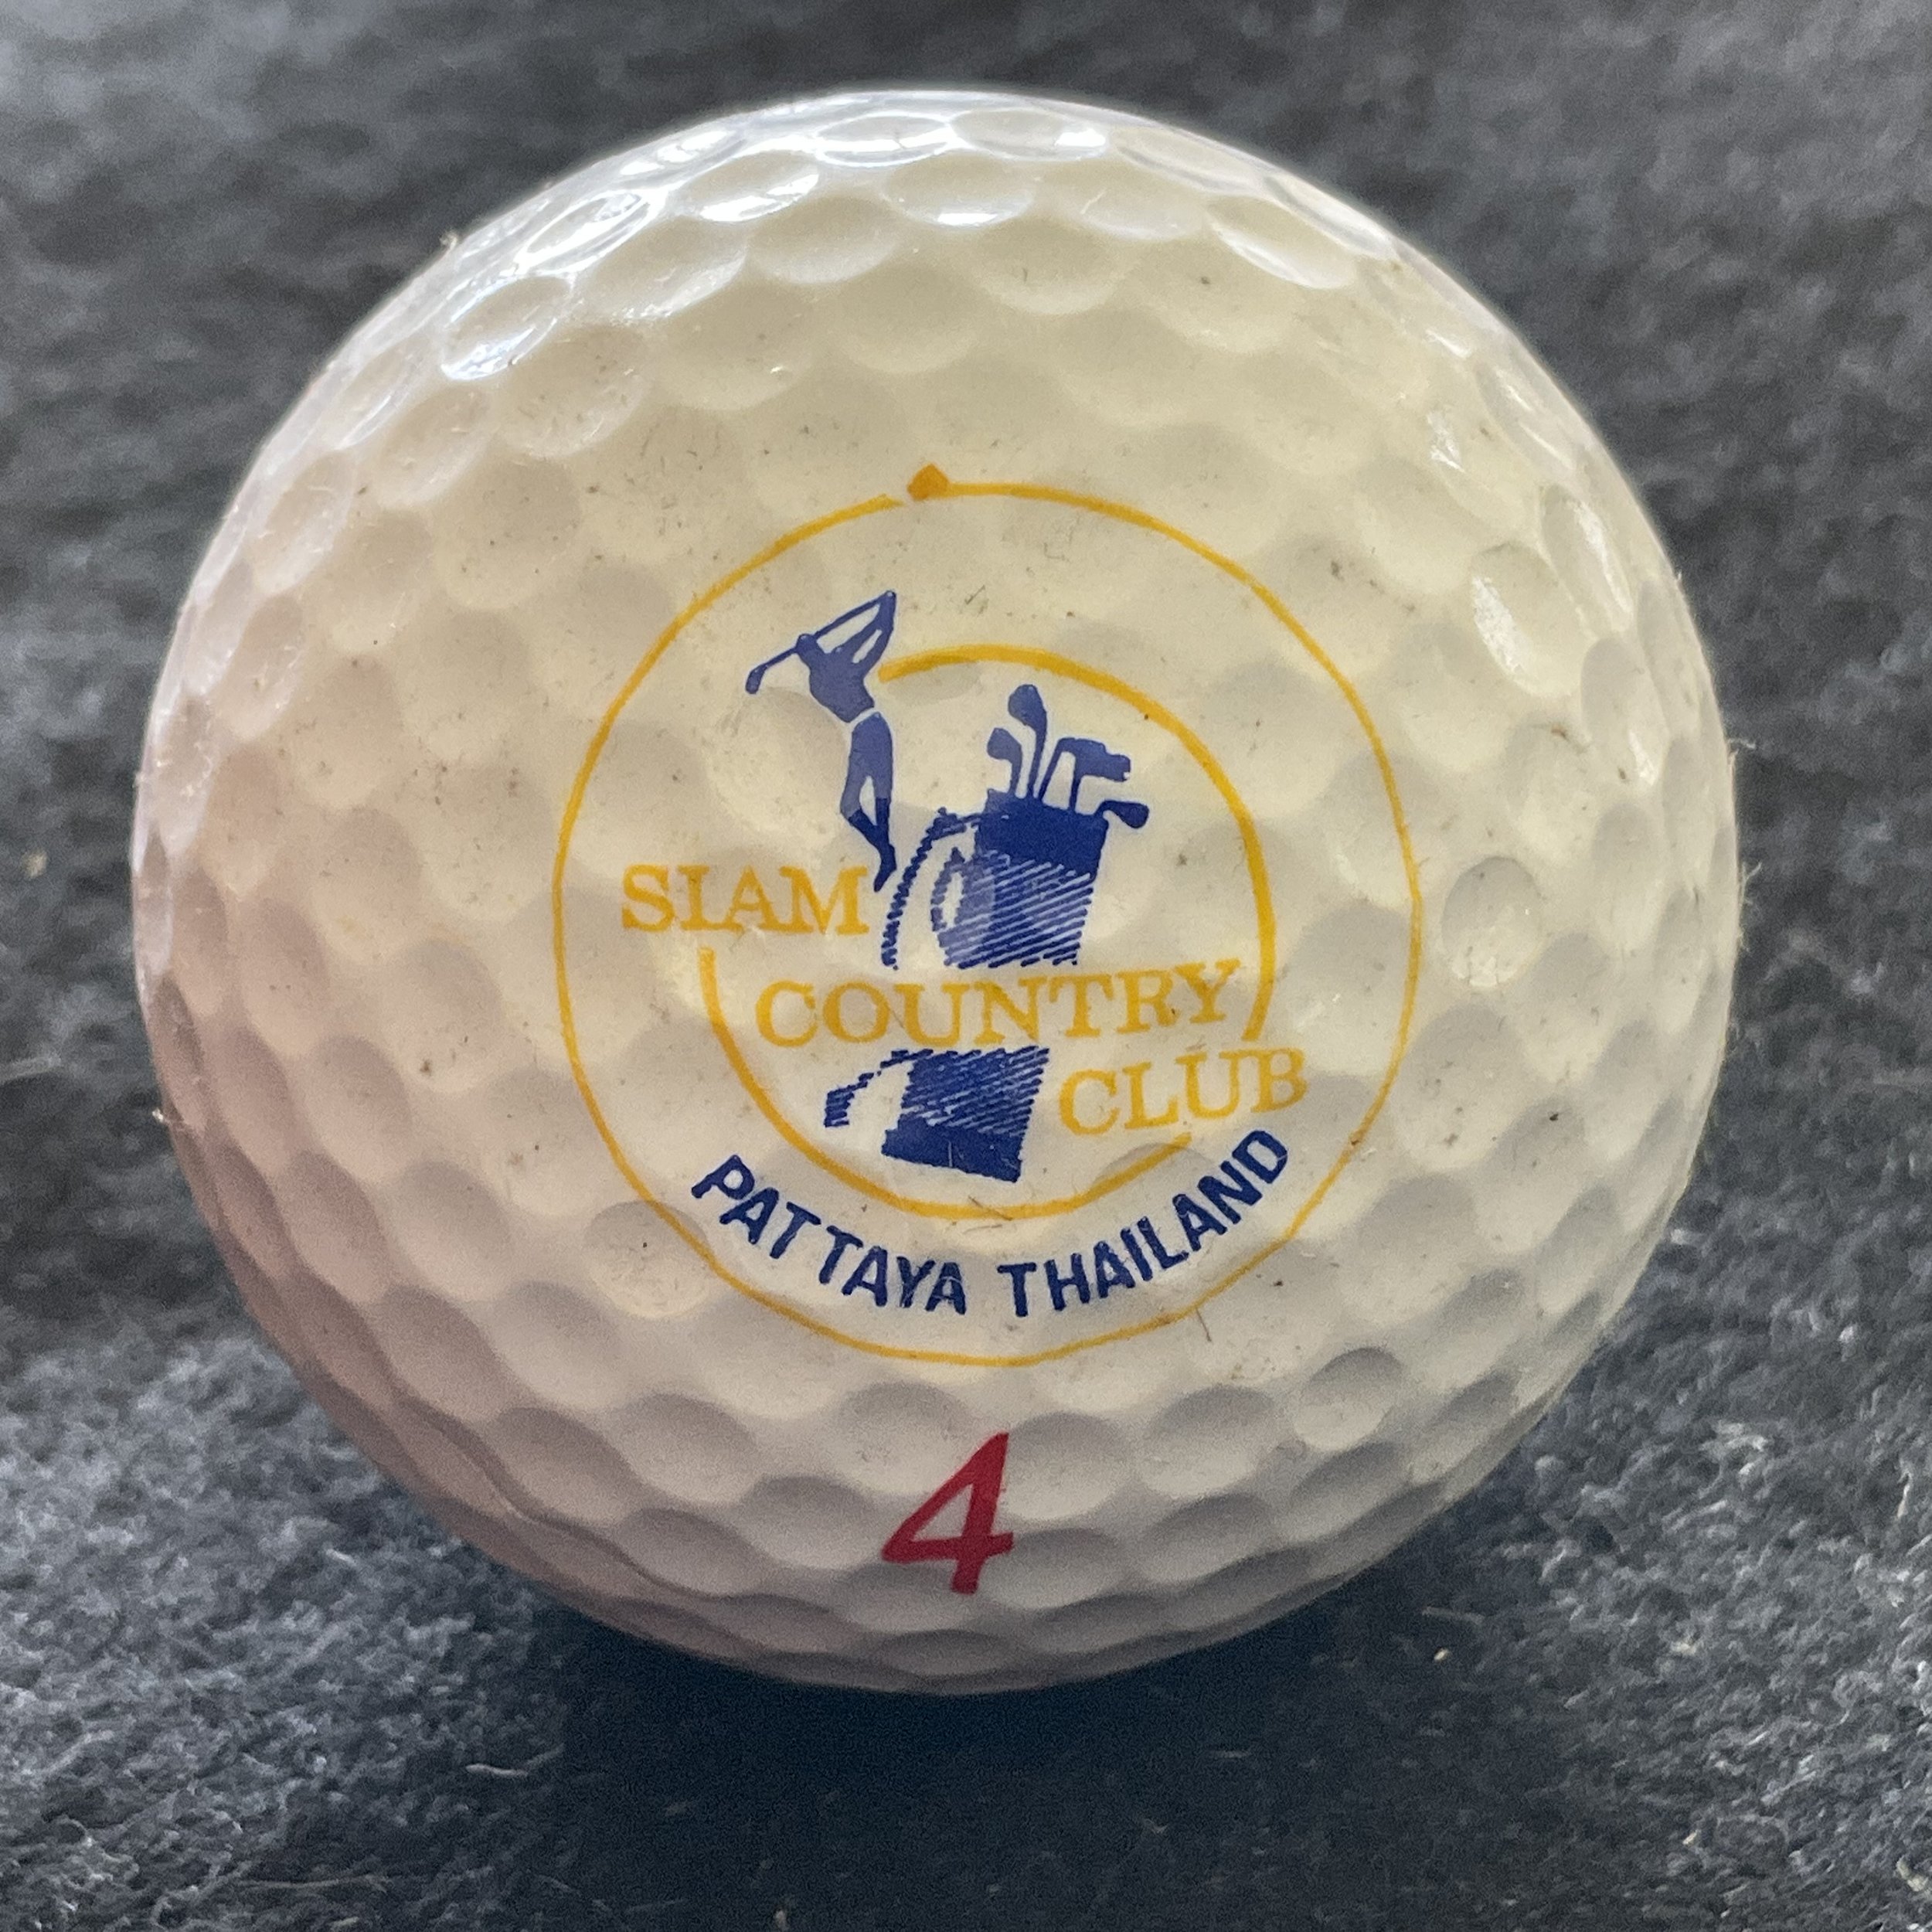 SIAM
COUNTRY
CLUB
PATTAYA THAILAND
4